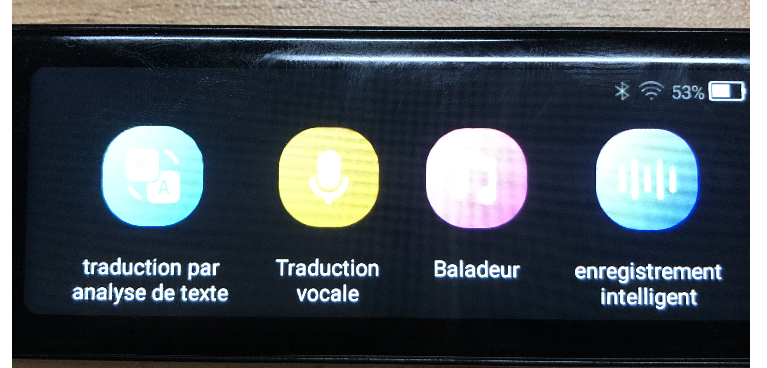 53%
traduction par
analyse de texte
Traduction
vocale
Baladeur
enregistrement
intelligent